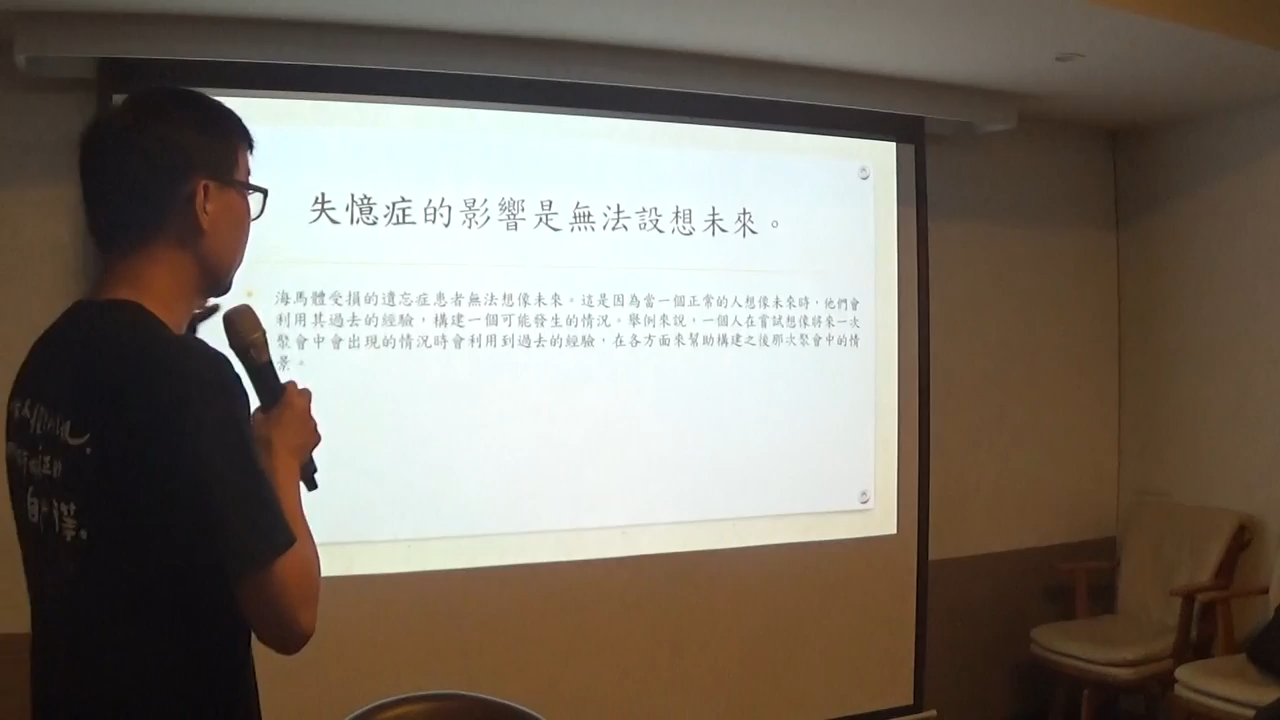 失憶症的影響是無法設想未來。
海馬體受損的遺忘症患者無法想像未來。這是因為當一個正常的人想像未來時，他們會
利用其過去的經驗，構建一個可能發生的情況。舉例來說，一個人在嘗試想像將來一次
聚會中會出現的情況時會利用到過去的經驗，在各方面來幫助構建之後那次聚會中的情
景。